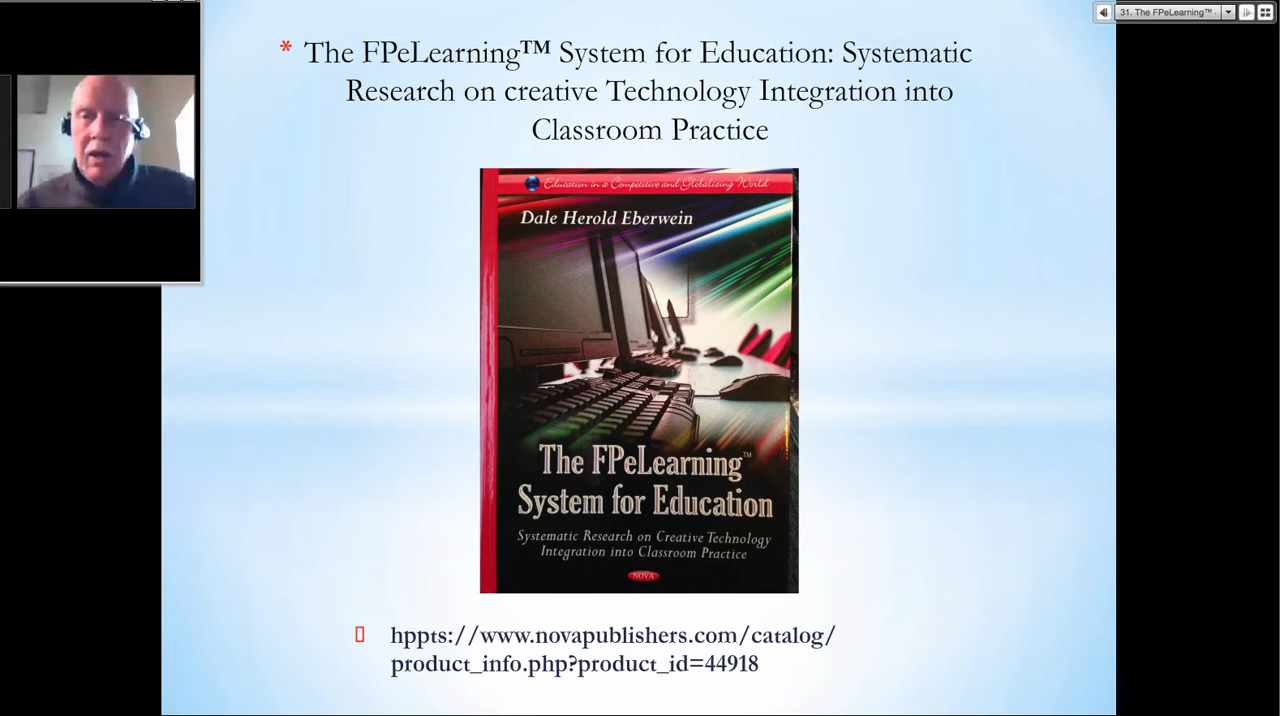 31. The FPeLearning™
* The FPeLearning™ System for Education: Systematic
Research on creative Technology Integration into
Classroom Practice
Education in a Competitive and Globalizing World
Dale Herold Eberwein
The FPeLearning™
System for Education
Systematic Research on Creative Technology
Integration into Classroom Practice
NOVA
hppts://www.novapublishers.com/catalog/
product_info.php?product_id=44918